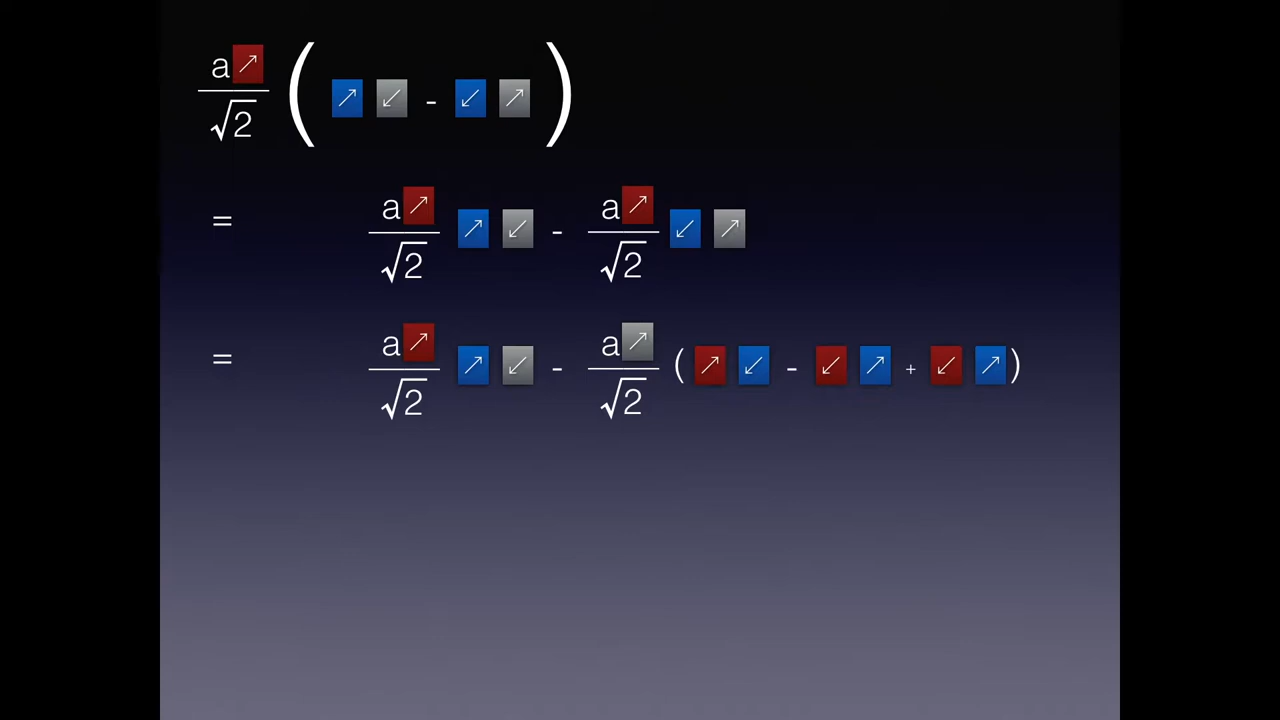 a↗/√2 ( ↗ ↙ - ↙ ↗ )
= a↗/√2 ↗ ↙ - a↗/√2 ↙ ↗
= a↗/√2 ↗ ↙ - a↗/√2 ( ↗ ↙ - ↙ ↗ + ↙ ↗ )